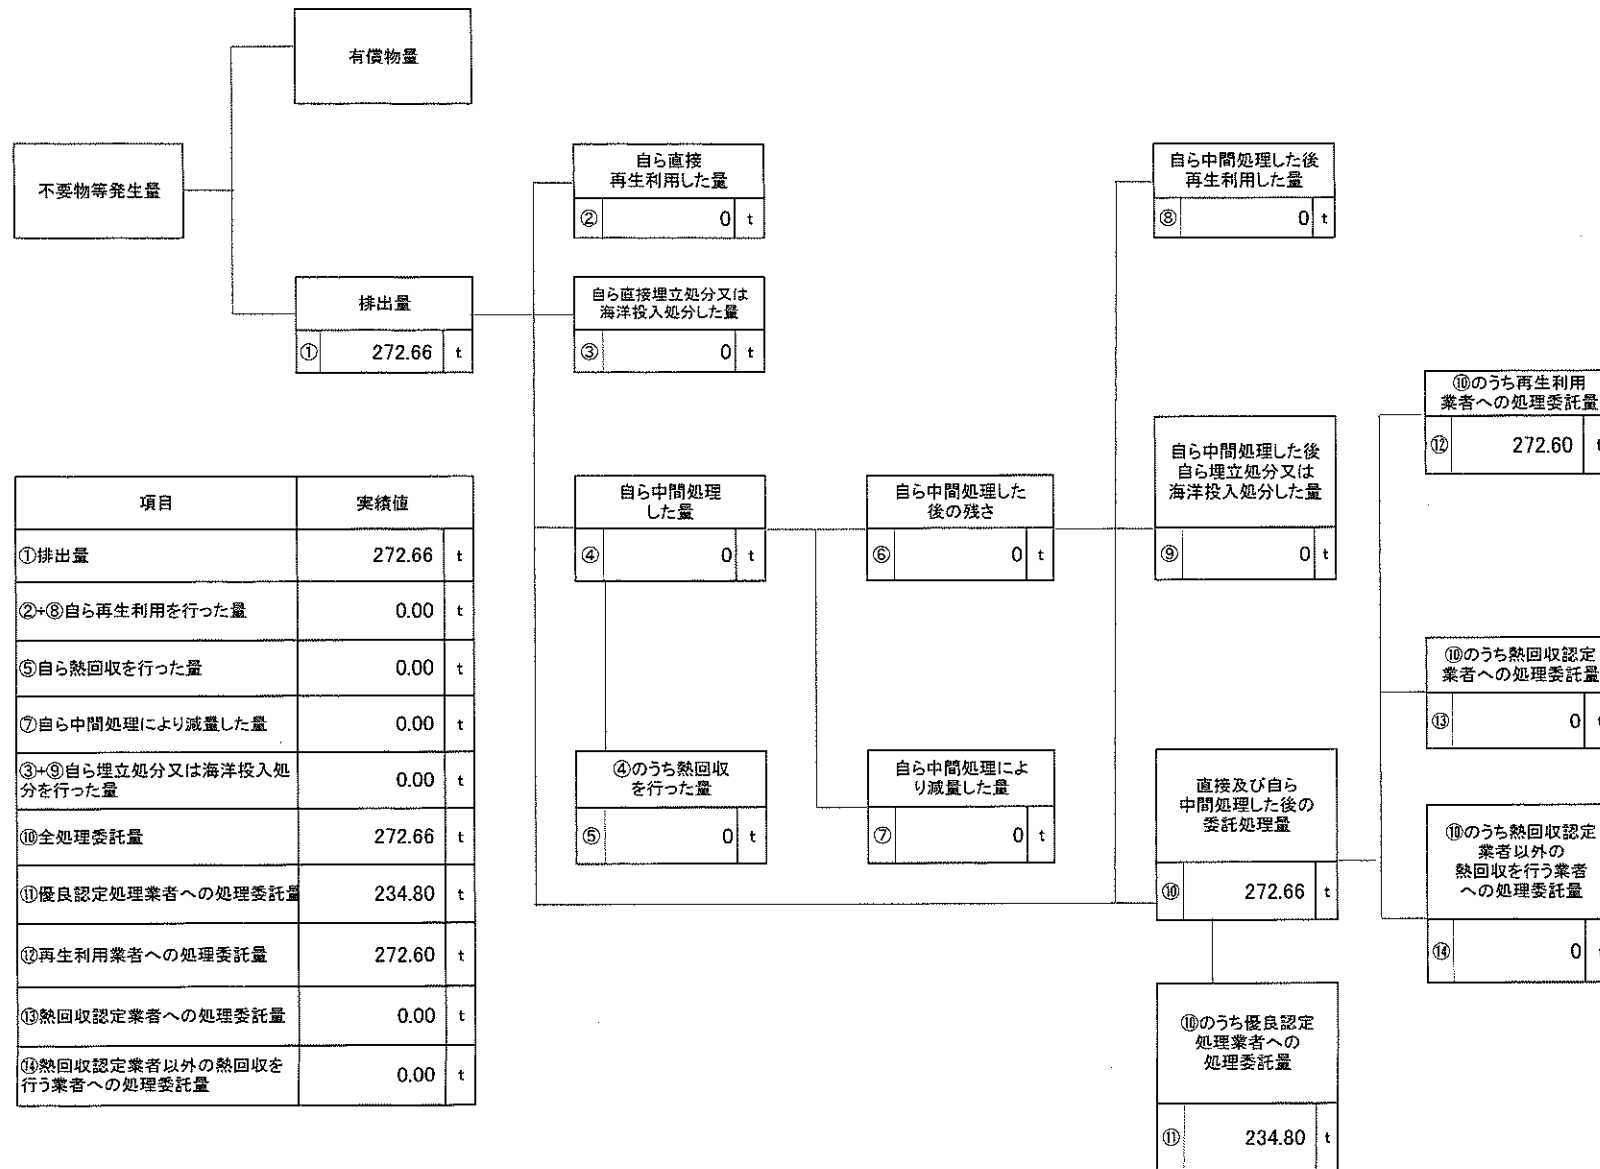 有償物量
不要物等発生量
自ら直接
再生利用した量
② 0 t
自ら中間処理した後
再生利用した量
⑧ 0 t
排出量
① 272.66 t
自ら直接埋立処分又は
海洋投入処分した量
③ 0 t
⑩のうち再生利用
業者への処理委託量
⑫ 272.60 t
自ら中間処理
した量
④ 0 t
自ら中間処理した
後の残さ
⑥ 0 t
自ら中間処理した後
自ら埋立処分又は
海洋投入処分した量
⑨ 0 t
⑩のうち熱回収認定
業者への処理委託量
⑬ 0 t
④のうち熱回収
を行った量
⑤ 0 t
自ら中間処理によ
り減量した量
⑦ 0 t
直接及び自ら
中間処理した後の
委託処理量
⑩ 272.66 t
⑩のうち熱回収認定
業者以外の
熱回収を行う業者
への処理委託量
⑭ 0 t
⑩のうち優良認定
処理業者への
処理委託量
⑪ 234.80 t
項目 実績値
①排出量 272.66 t
②+⑧自ら再生利用を行った量 0.00 t
⑤自ら熱回収を行った量 0.00 t
⑦自ら中間処理により減量した量 0.00 t
③+⑨自ら埋立処分又は海洋投入処
分を行った量 0.00 t
⑩全処理委託量 272.66 t
⑪優良認定処理業者への処理委託量 234.80 t
⑫再生利用業者への処理委託量 272.60 t
⑬熱回収認定業者への処理委託量 0.00 t
⑭熱回収認定業者以外の熱回収を
行う業者への処理委託量 0.00 t